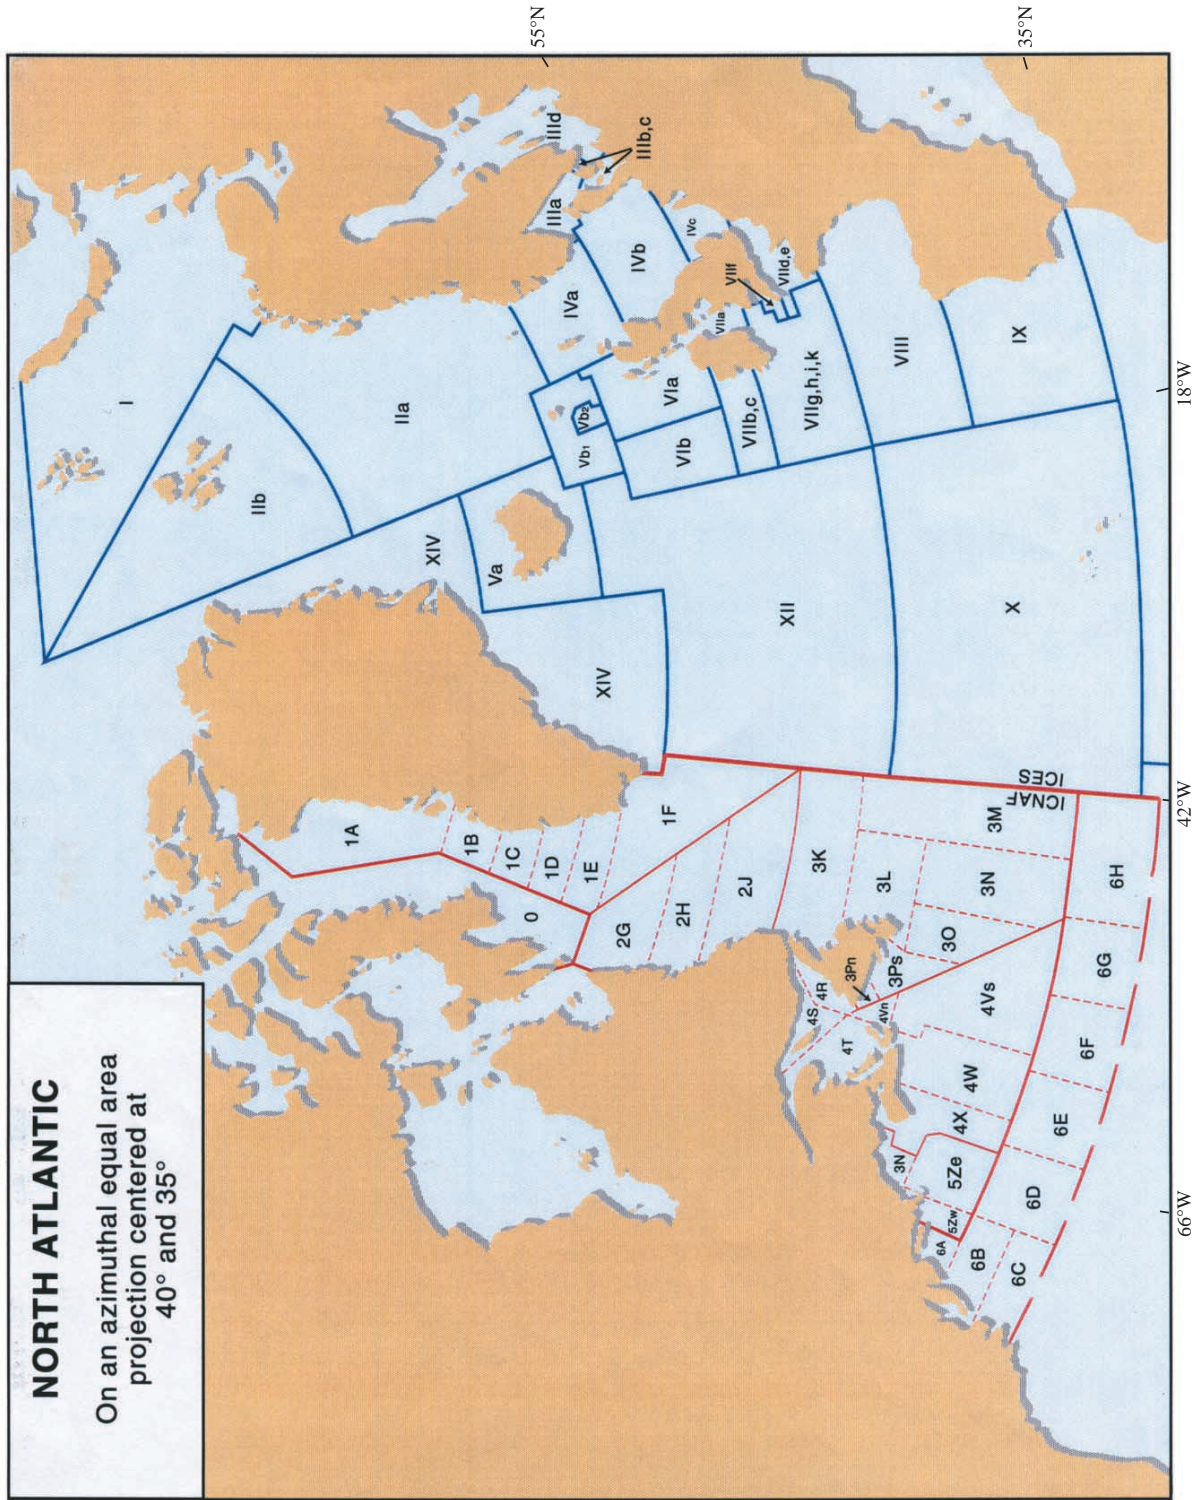 NORTH ATLANTIC
On an azimuthal equal area
projection centered at
40° and 35°
55°N
35°N
18°W
42°W
66°W
I
IIb
IIa
XIV
Va
XIV
Vb1
Vb2
IIIa
IIId
IIIb,c
IVa
IVb
IVc
VIa
VIb
VIIa
VIIb,c
VIIf
VIId,e
VIIg,h,i,k
VIII
IX
XII
X
ICES
ICNAF
0
1A
1B
1C
1D
1E
1F
2G
2H
2J
3K
3L
3M
3N
3O
3Ps
3Pn
4R
4S
4T
4Vn
4Vs
4W
4X
3N
5Ze
5Zw
6A
6B
6C
6D
6E
6F
6G
6H